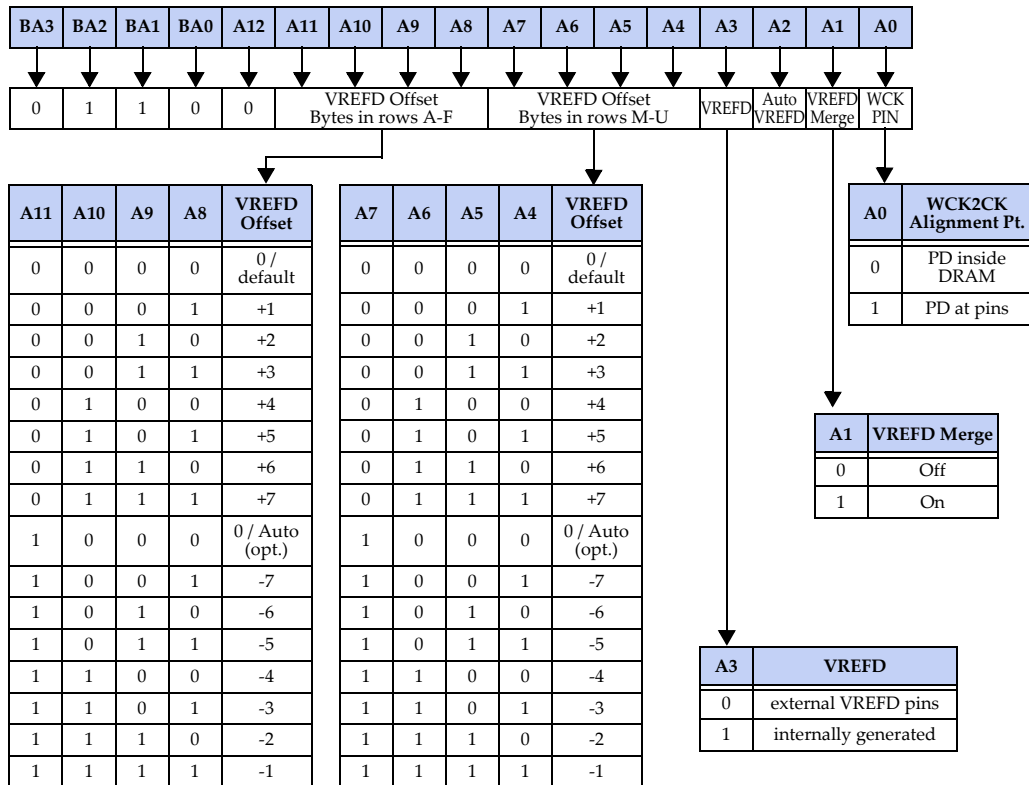 BA3 BA2 BA1 BA0 A12 A11 A10 A9 A8 A7 A6 A5 A4 A3 A2 A1 A0
0 1 1 0 0 VREFD Offset Bytes in rows A-F VREFD Offset Bytes in rows M-U VREFD Auto VREFD VREFD Merge WCK PIN
A11 A10 A9 A8 VREFD Offset
0 0 0 0 0 / default
0 0 0 1 +1
0 0 1 0 +2
0 0 1 1 +3
0 1 0 0 +4
0 1 0 1 +5
0 1 1 0 +6
0 1 1 1 +7
1 0 0 0 0 / Auto (opt.)
1 0 0 1 -7
1 0 1 0 -6
1 0 1 1 -5
1 1 0 0 -4
1 1 0 1 -3
1 1 1 0 -2
1 1 1 1 -1
A7 A6 A5 A4 VREFD Offset
0 0 0 0 0 / default
0 0 0 1 +1
0 0 1 0 +2
0 0 1 1 +3
0 1 0 0 +4
0 1 0 1 +5
0 1 1 0 +6
0 1 1 1 +7
1 0 0 0 0 / Auto (opt.)
1 0 0 1 -7
1 0 1 0 -6
1 0 1 1 -5
1 1 0 0 -4
1 1 0 1 -3
1 1 1 0 -2
1 1 1 1 -1
A0 WCK2CK Alignment Pt.
0 PD inside DRAM
1 PD at pins
A1 VREFD Merge
0 Off
1 On
A3 VREFD
0 external VREFD pins
1 internally generated